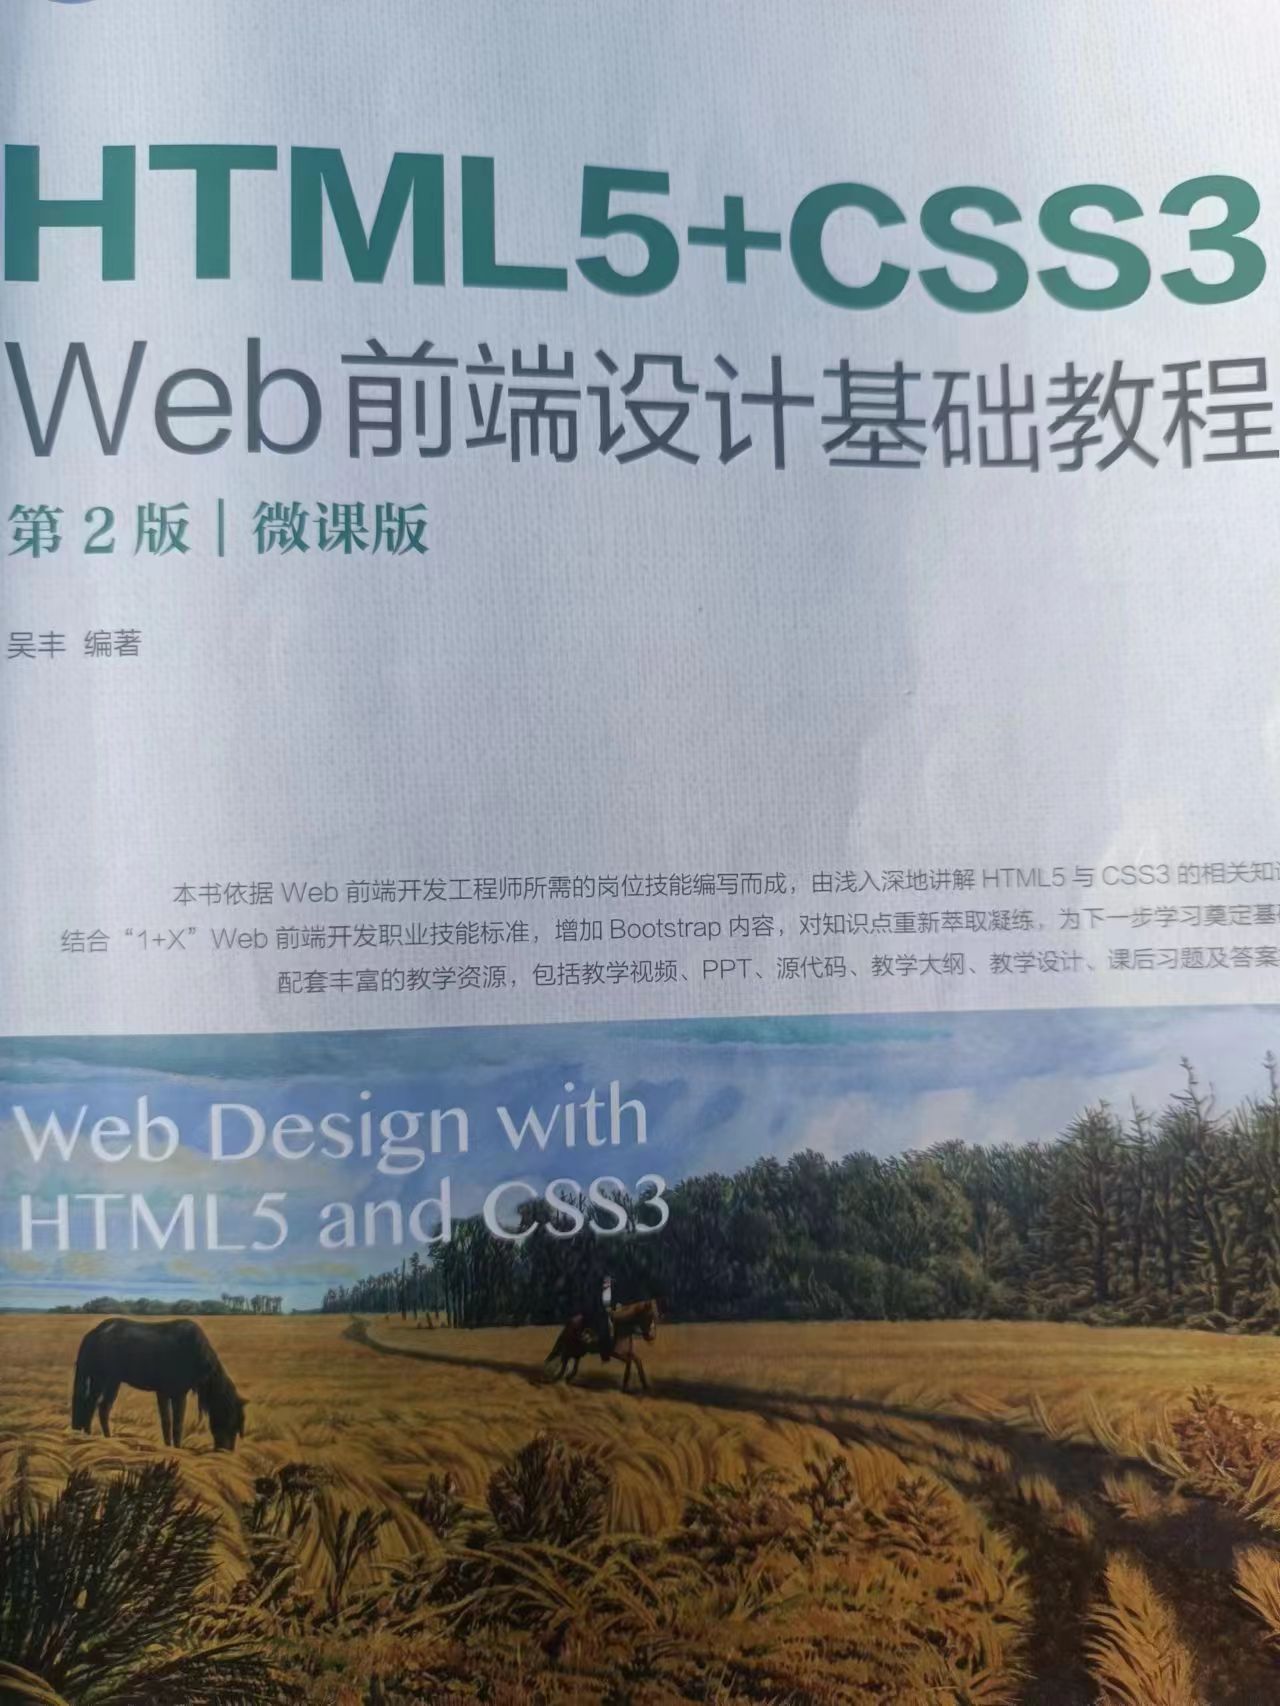 HTML5+CSS3
Web前端设计基础教程
第 2 版｜微课版
吴丰 编著
本书依据 Web 前端开发工程师所需的岗位技能编写而成，由浅入深地讲解 HTML5 与 CSS3 的相关知
结合“1+X”Web 前端开发职业技能标准，增加 Bootstrap 内容，对知识点重新萃取凝练，为下一步学习奠定基
配套丰富的教学资源，包括教学视频、PPT、源代码、教学大纲、教学设计、课后习题及答案
Web Design with
HTML5 and CSS3